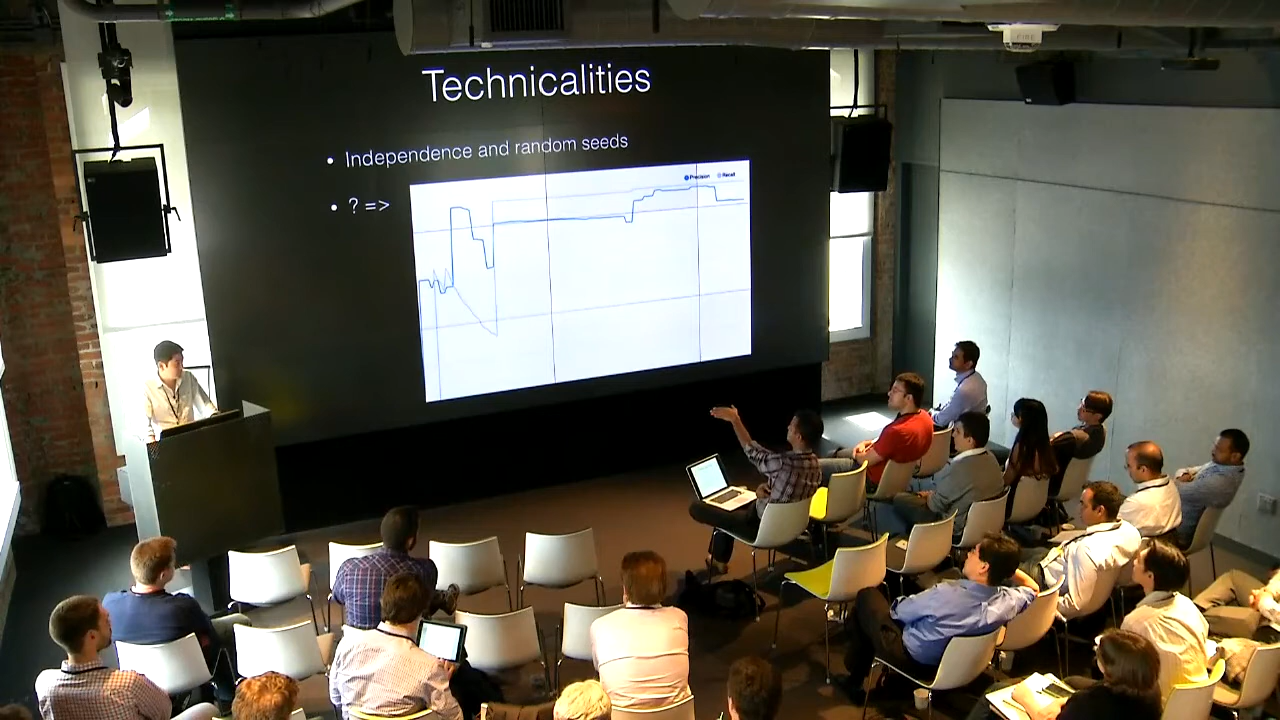 Technicalities
• Independence and random seeds
• ? =>
Precision Recall
FIRE